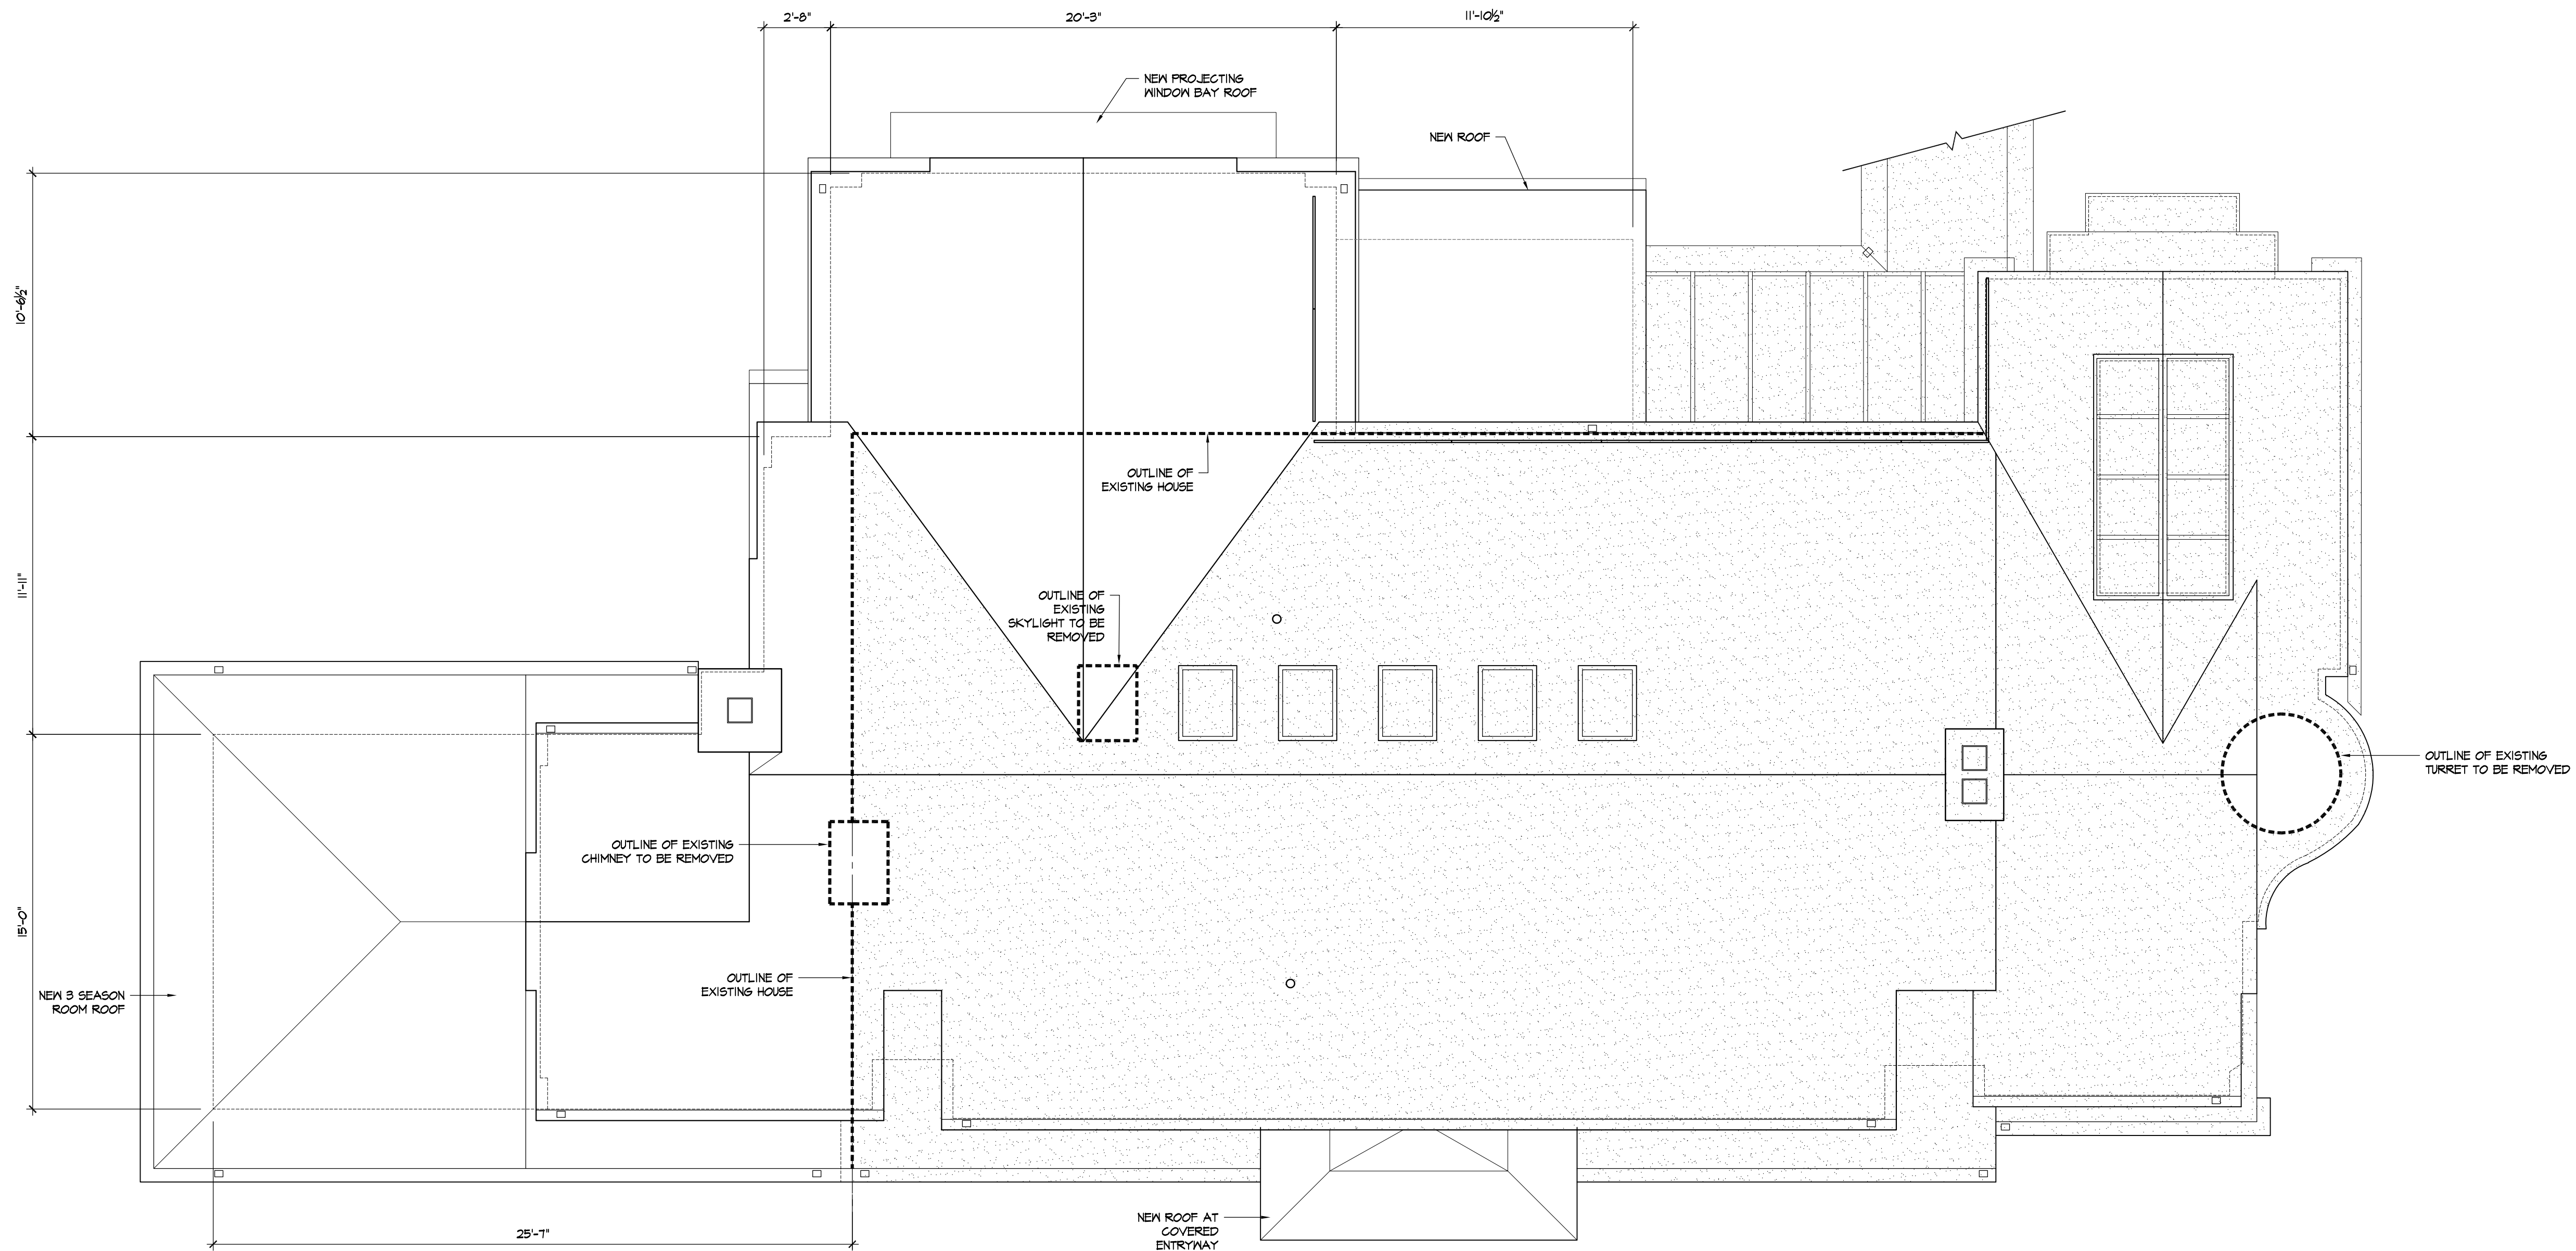 2'-8"
20'-3"
11'-10½"
NEW PROJECTING
WINDOW BAY ROOF
NEW ROOF
10'-6½"
OUTLINE OF
EXISTING HOUSE
11'-11"
OUTLINE OF
EXISTING
SKYLIGHT TO BE
REMOVED
OUTLINE OF EXISTING
TURRET TO BE REMOVED
OUTLINE OF EXISTING
CHIMNEY TO BE REMOVED
15'-0"
OUTLINE OF
EXISTING HOUSE
NEW 3 SEASON
ROOM ROOF
NEW ROOF AT
COVERED
ENTRYWAY
25'-7"